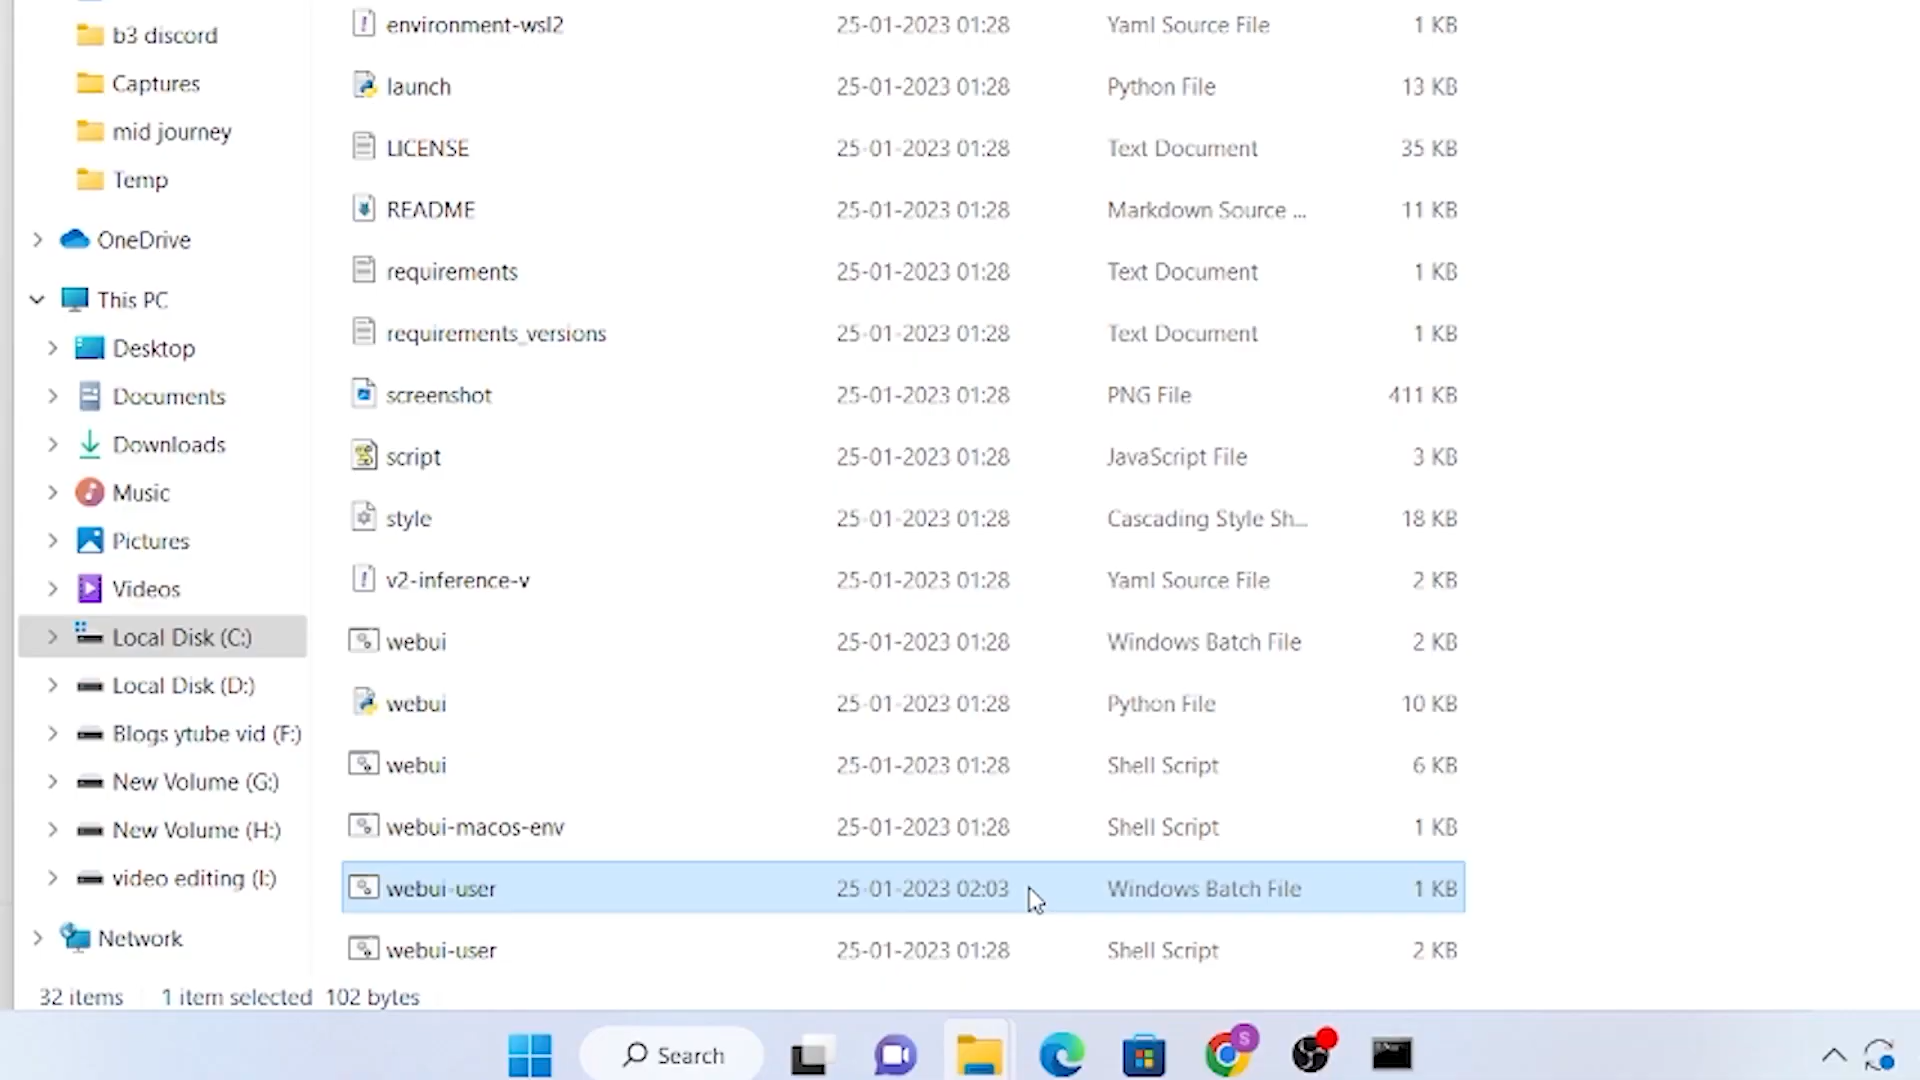 b3 discord
Captures
mid journey
Temp
OneDrive
This PC
Desktop
Documents
Downloads
Music
Pictures
Videos
Local Disk (C:)
Local Disk (D:)
Blogs ytube vid (F:)
New Volume (G:)
New Volume (H:)
video editing (I:)
Network
environment-wsl2 25-01-2023 01:28 Yaml Source File 1 KB
launch 25-01-2023 01:28 Python File 13 KB
LICENSE 25-01-2023 01:28 Text Document 35 KB
README 25-01-2023 01:28 Markdown Source ... 11 KB
requirements 25-01-2023 01:28 Text Document 1 KB
requirements_versions 25-01-2023 01:28 Text Document 1 KB
screenshot 25-01-2023 01:28 PNG File 411 KB
script 25-01-2023 01:28 JavaScript File 3 KB
style 25-01-2023 01:28 Cascading Style Sh... 18 KB
v2-inference-v 25-01-2023 01:28 Yaml Source File 2 KB
webui 25-01-2023 01:28 Windows Batch File 2 KB
webui 25-01-2023 01:28 Python File 10 KB
webui 25-01-2023 01:28 Shell Script 6 KB
webui-macos-env 25-01-2023 01:28 Shell Script 1 KB
webui-user 25-01-2023 02:03 Windows Batch File 1 KB
webui-user 25-01-2023 01:28 Shell Script 2 KB
32 items 1 item selected 102 bytes
Search
S